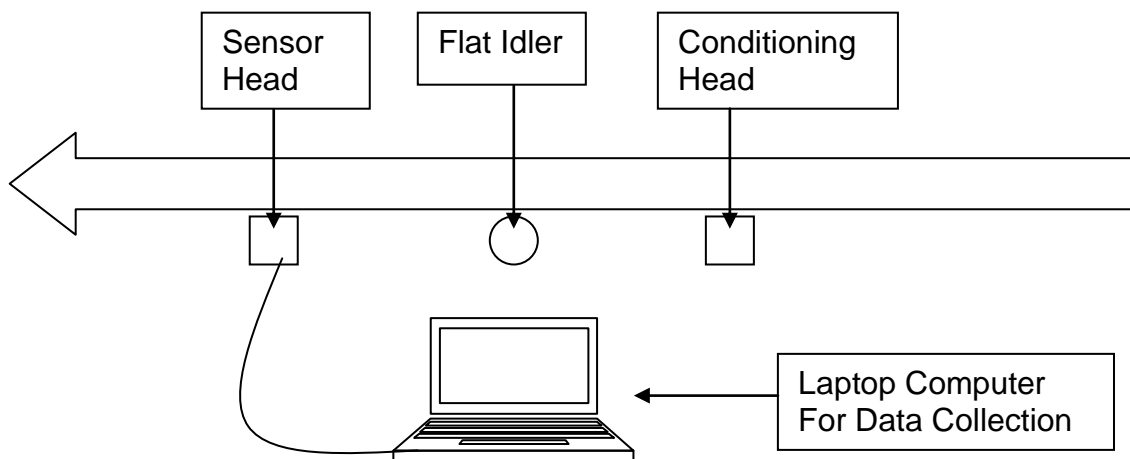 Sensor
Head
Flat Idler
Conditioning
Head
Laptop Computer
For Data Collection